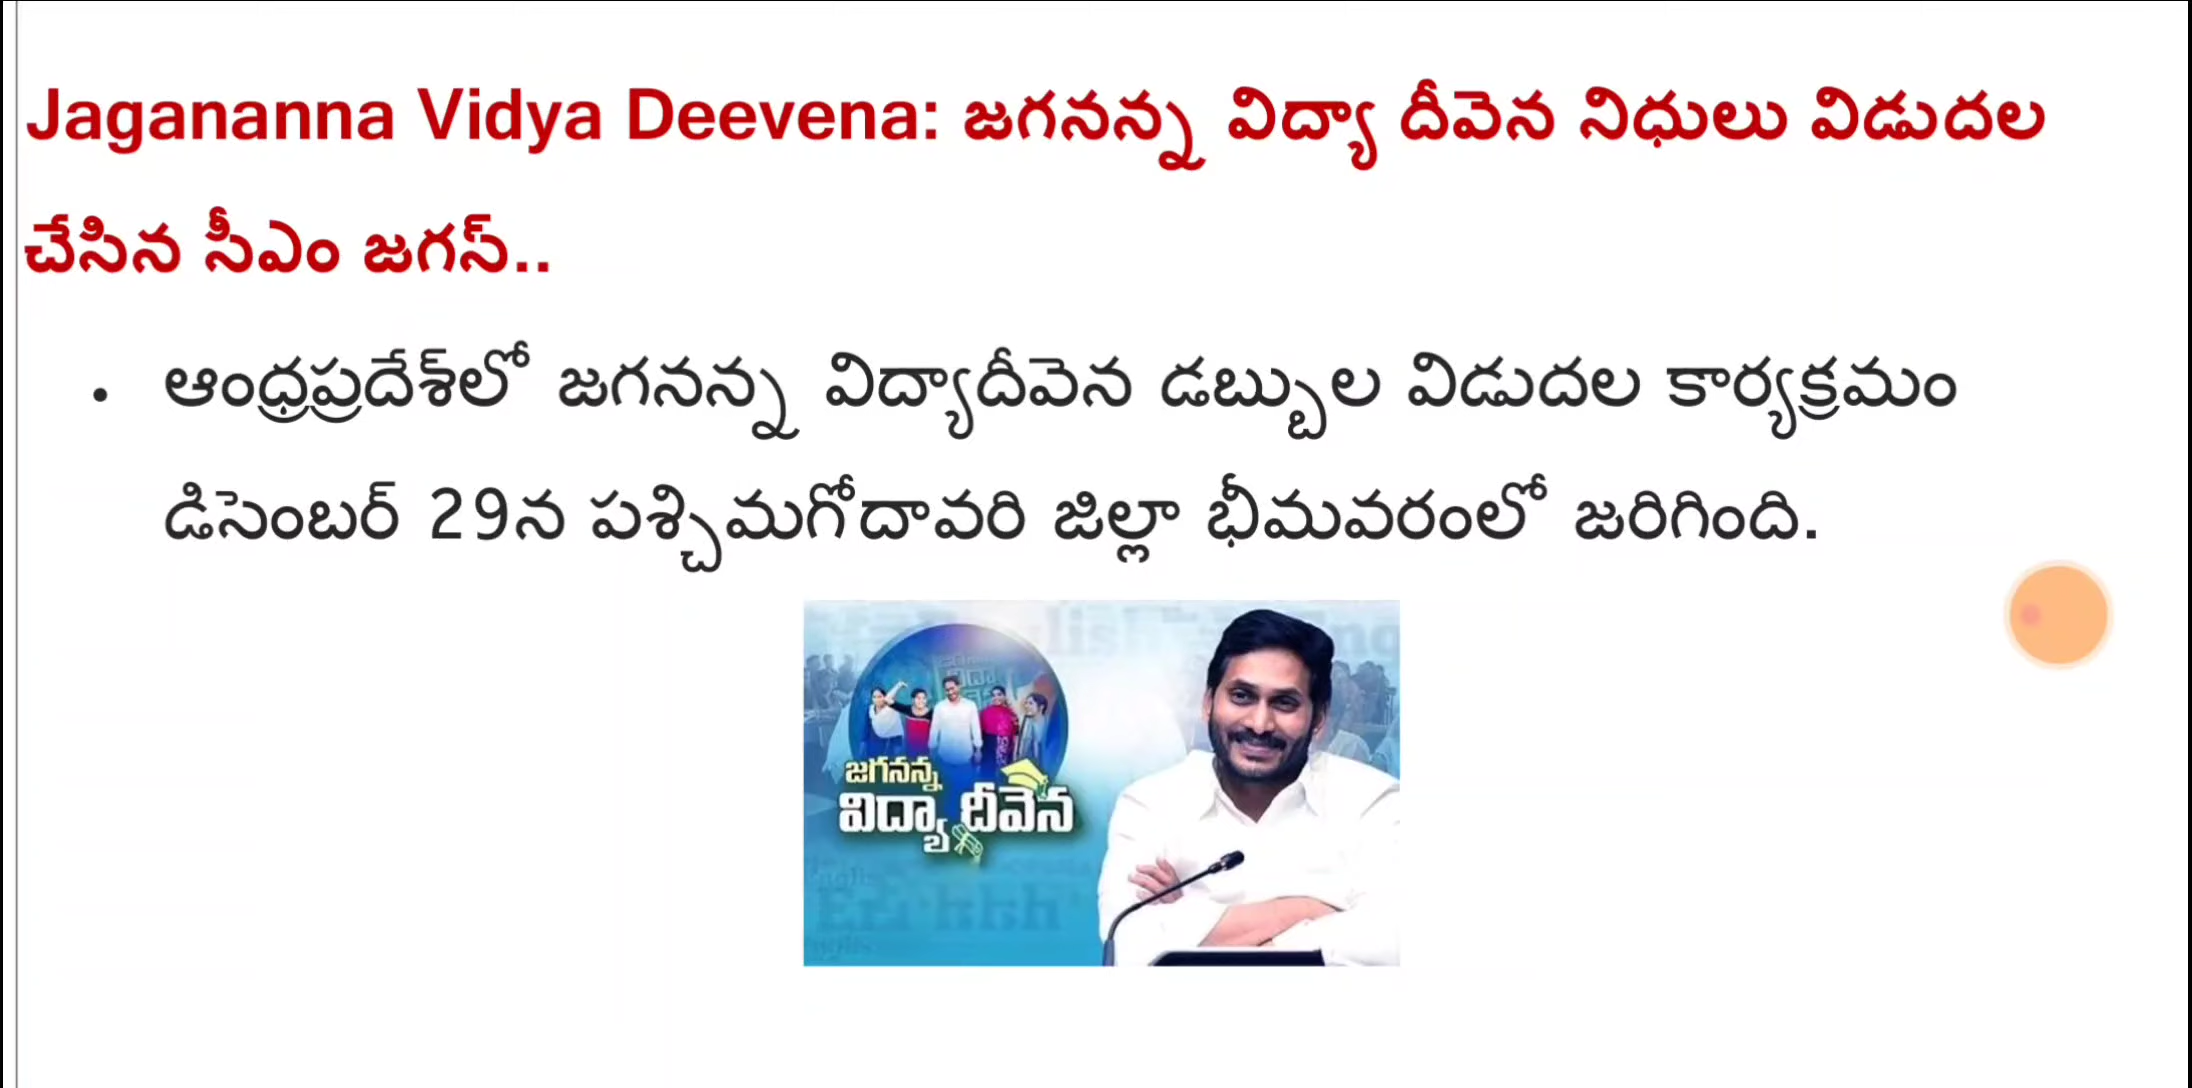 Jagananna Vidya Deevena: జగనన్న విద్యా దీవెన నిధులు విడుదల
చేసిన సీఎం జగన్..
• ఆంధ్రప్రదేశ్‌లో జగనన్న విద్యాదీవెన డబ్బుల విడుదల కార్యక్రమం
డిసెంబర్ 29న పశ్చిమగోదావరి జిల్లా భీమవరంలో జరిగింది.
జగనన్న
విద్యా దీవెన